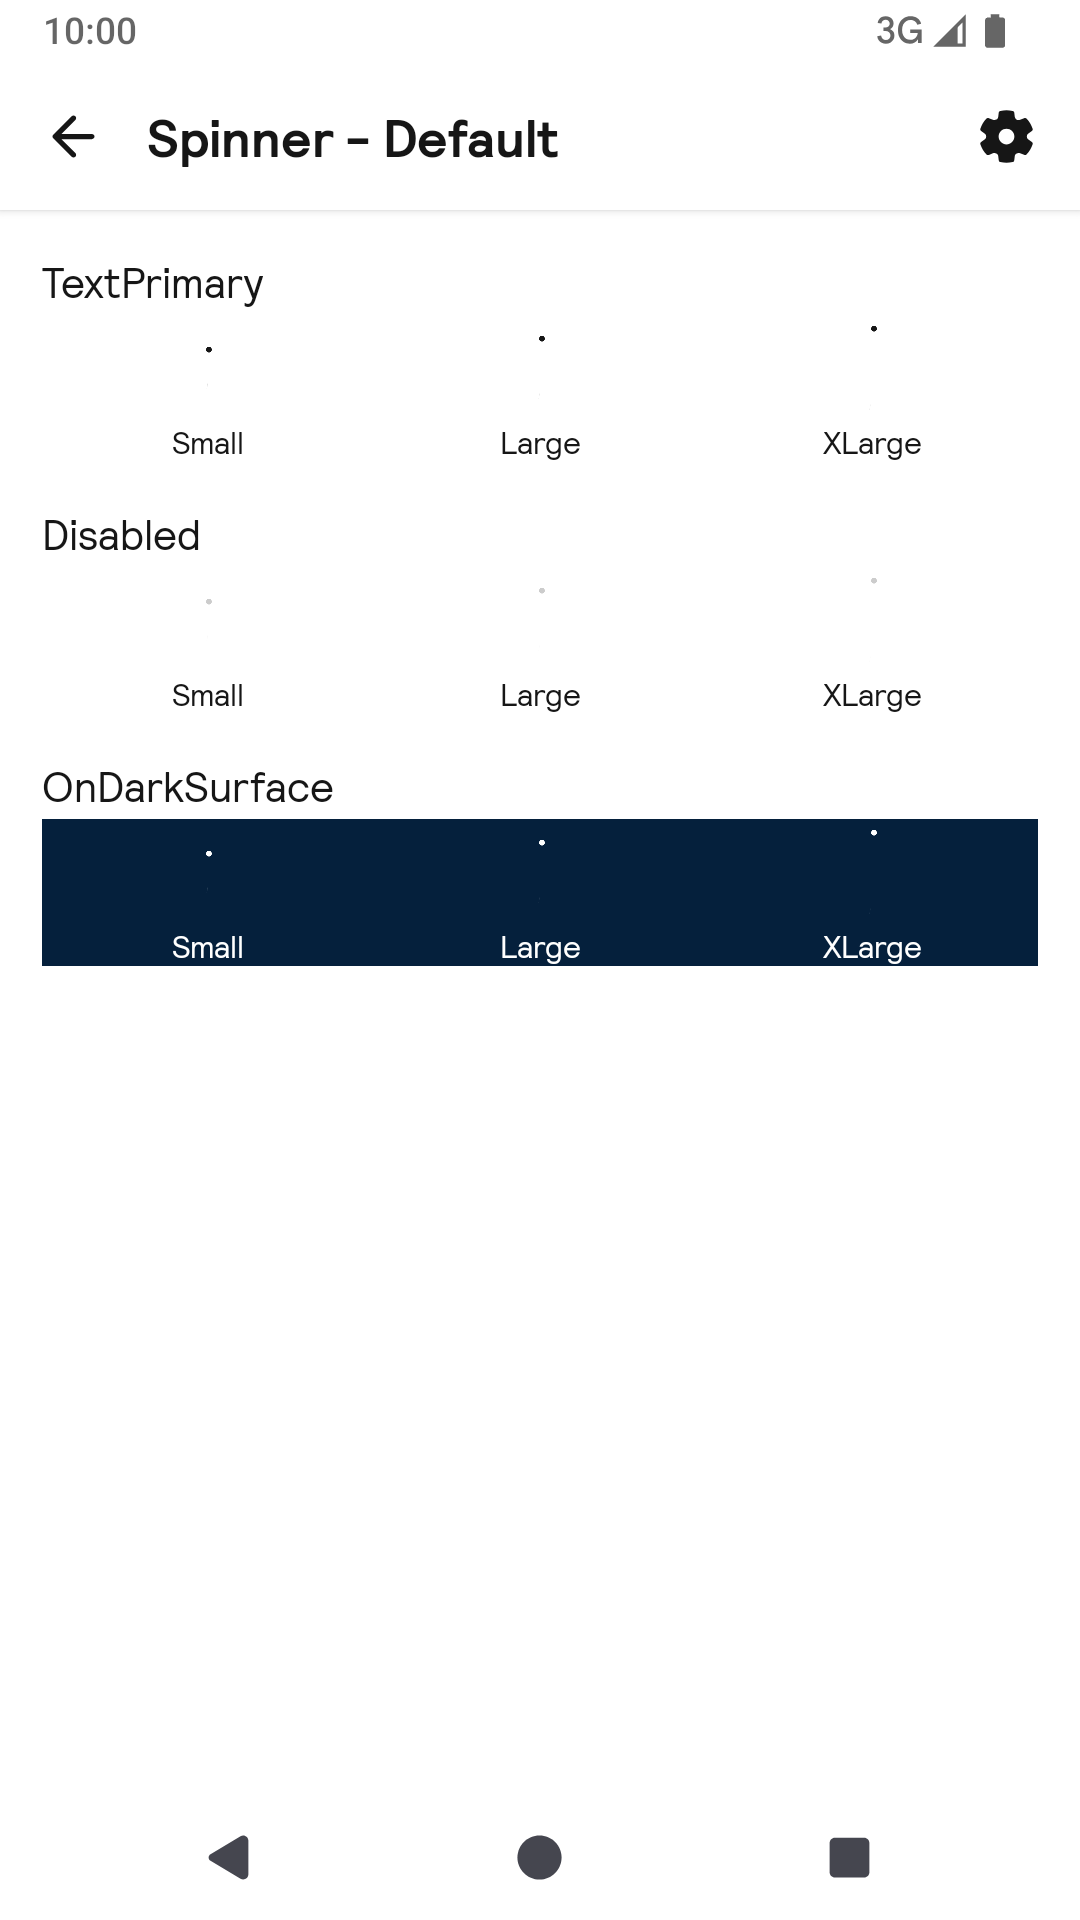 10:00 3G
Spinner - Default
TextPrimary
Small Large XLarge
Disabled
Small Large XLarge
OnDarkSurface
Small Large XLarge